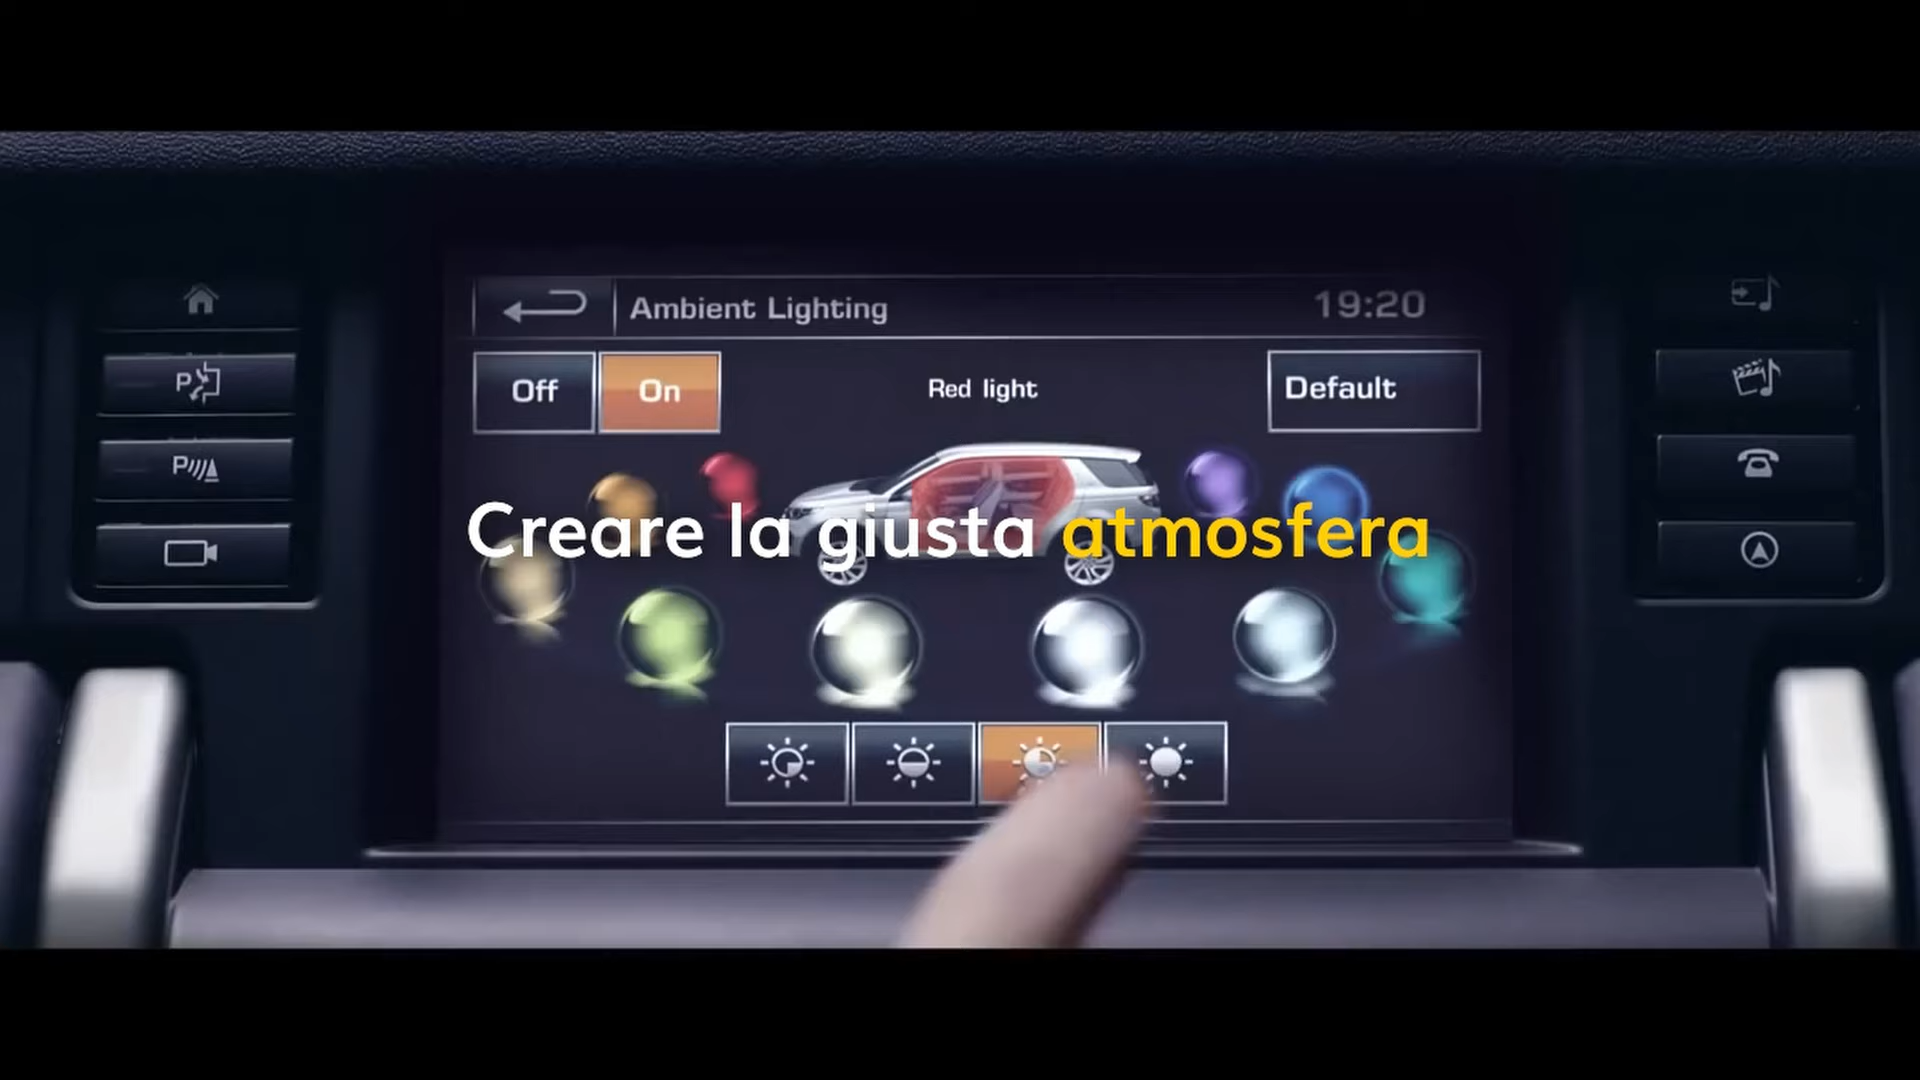 Ambient Lighting
19:20
Off
On
Red light
Default
Creare la giusta atmosfera
P
P